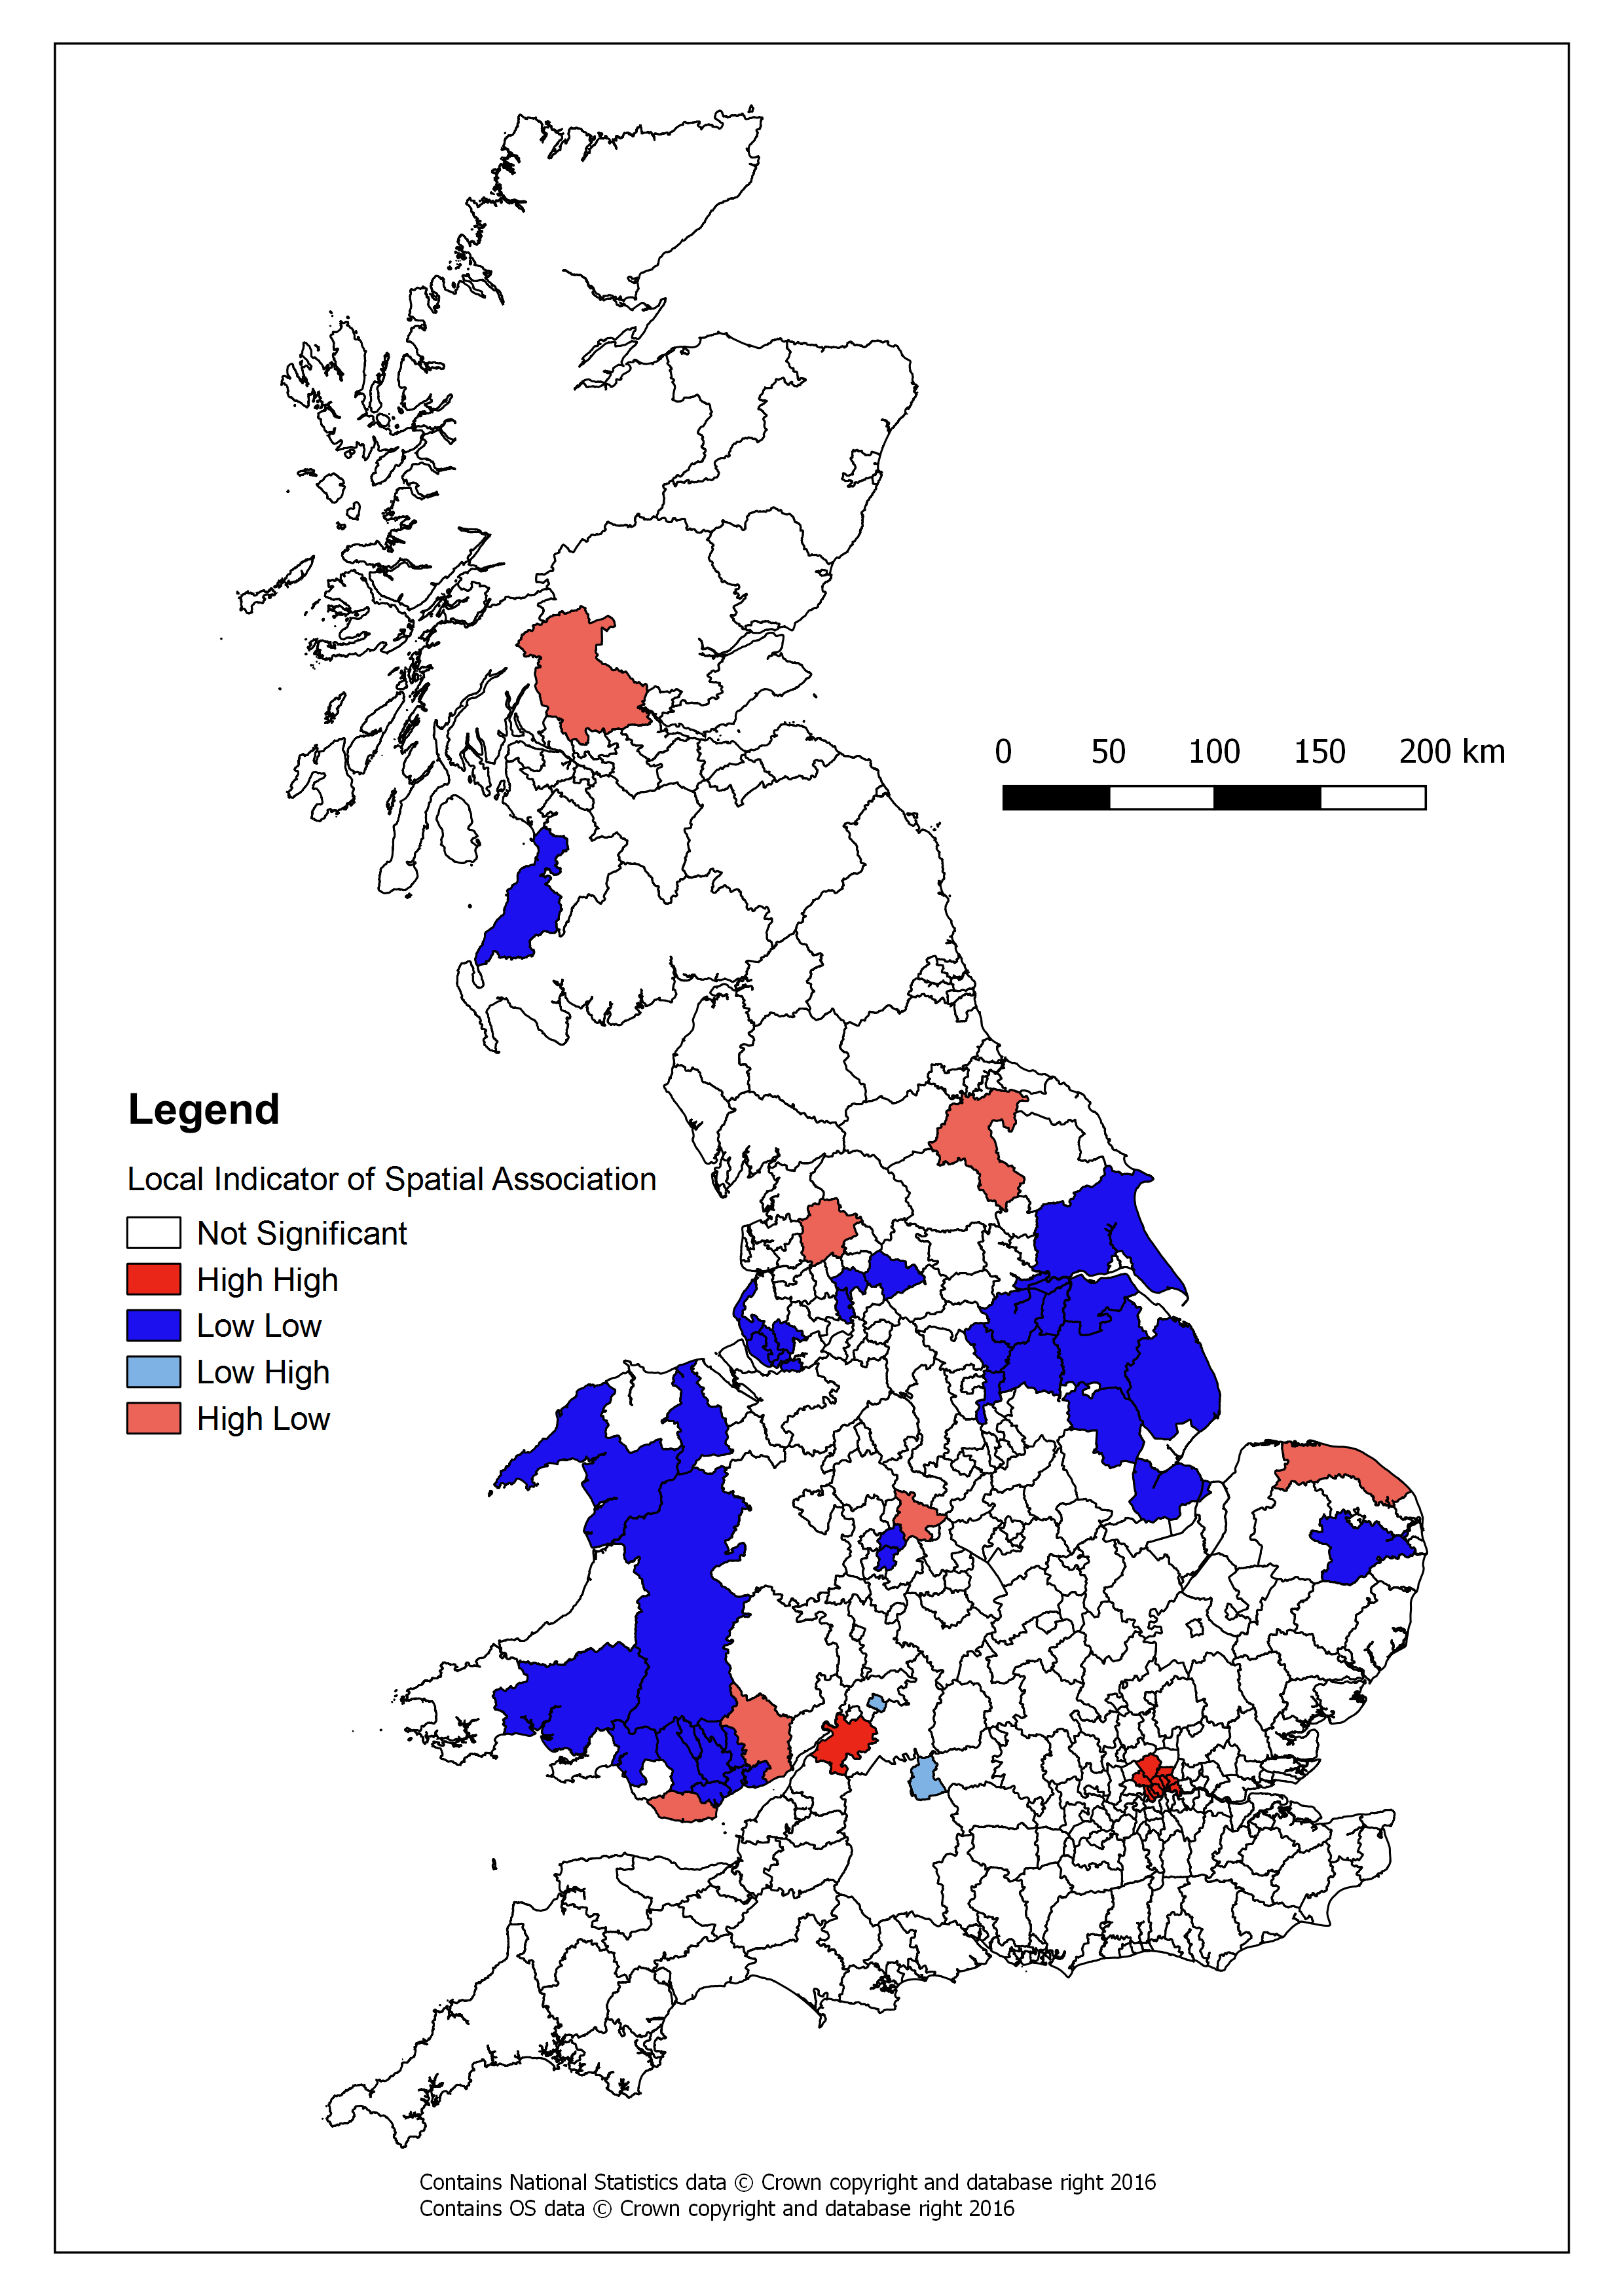 0 50 100 150 200 km
Legend
Local Indicator of Spatial Association
Not Significant
High High
Low Low
Low High
High Low
Contains National Statistics data © Crown copyright and database right 2016
Contains OS data © Crown copyright and database right 2016